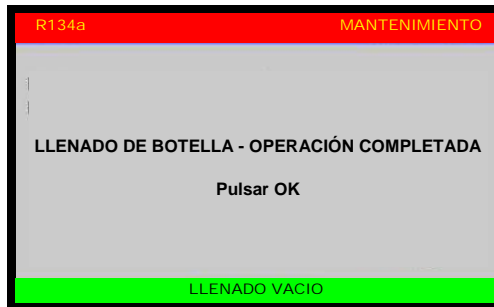 R134a MANTENIMIENTO
LLENADO DE BOTELLA - OPERACIÓN COMPLETADA
Pulsar OK
LLENADO VACIO